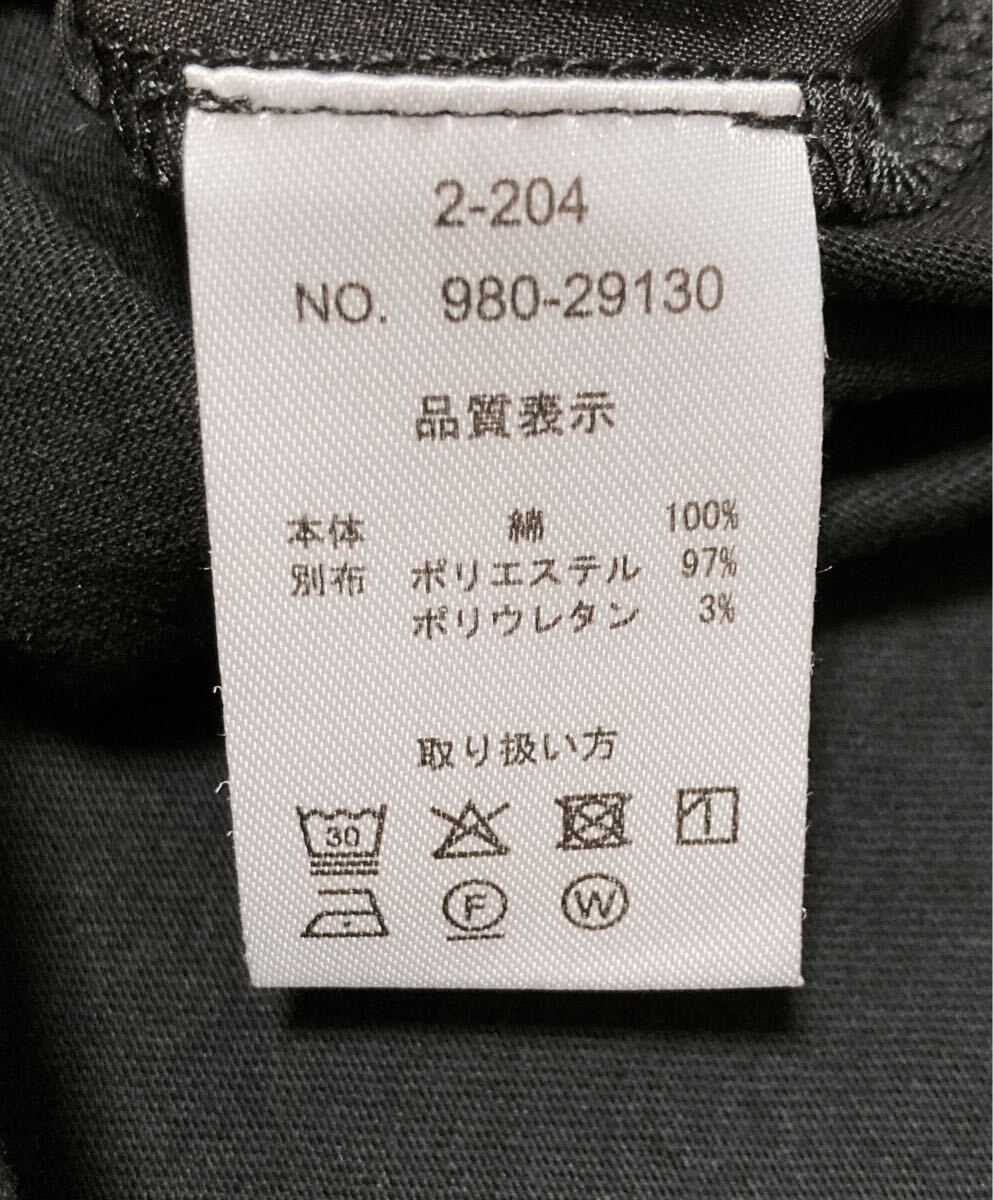 2-204
NO. 980-29130
品質表示
本体 綿 100%
別布 ポリエステル 97%
ポリウレタン 3%
取り扱い方
30
F W